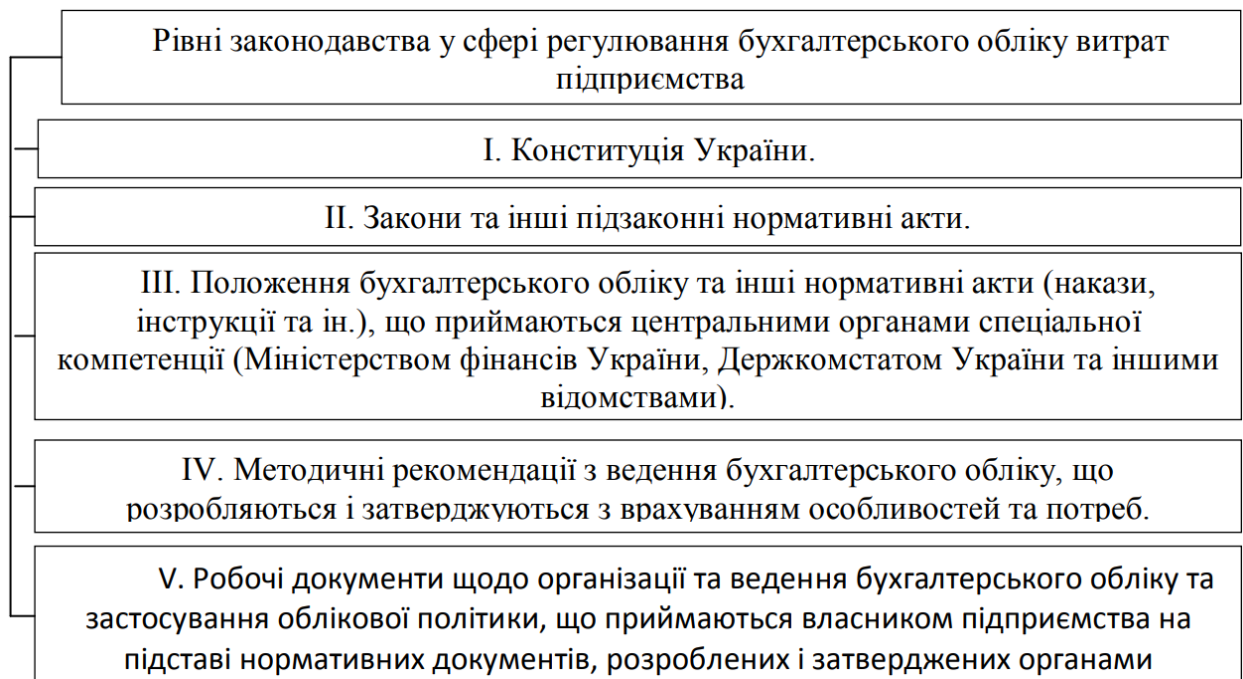 Рівні законодавства у сфері регулювання бухгалтерського обліку витрат
підприємства
І. Конституція України.
ІІ. Закони та інші підзаконні нормативні акти.
ІІІ. Положення бухгалтерського обліку та інші нормативні акти (накази,
інструкції та ін.), що приймаються центральними органами спеціальної
компетенції (Міністерством фінансів України, Держкомстатом України та іншими
відомствами).
IV. Методичні рекомендації з ведення бухгалтерського обліку, що
розробляються і затверджуються з врахуванням особливостей та потреб.
V. Робочі документи щодо організації та ведення бухгалтерського обліку та
застосування облікової політики, що приймаються власником підприємства на
підставі нормативних документів, розроблених і затверджених органами